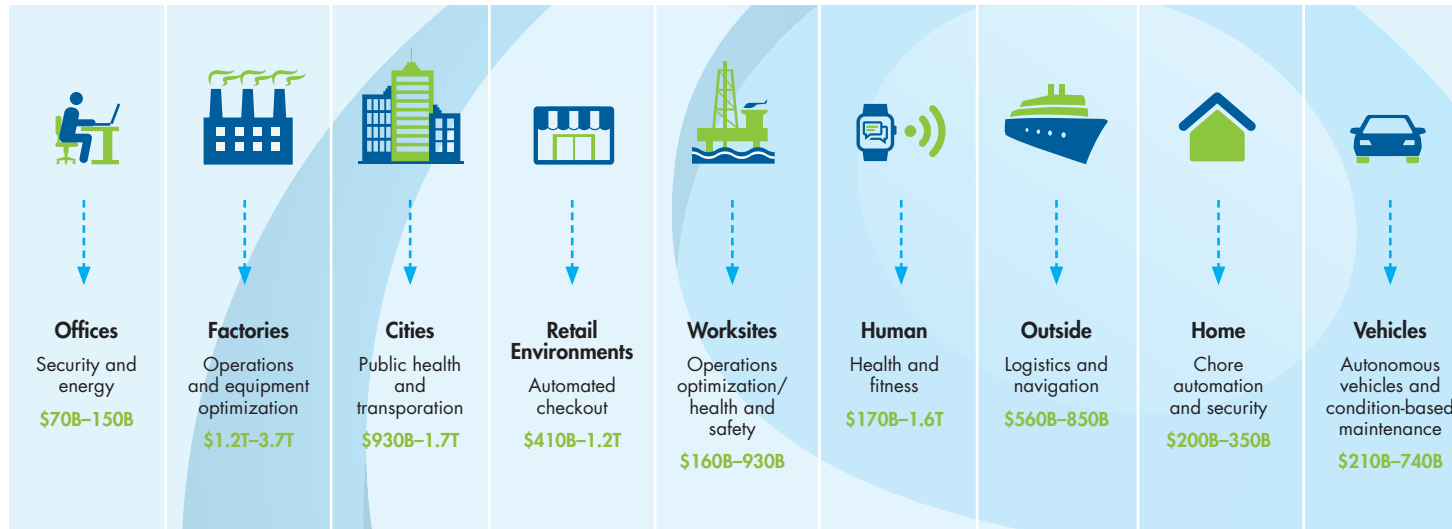 Offices
Security and
energy
$70B–150B
Factories
Operations
and equipment
optimization
$1.2T–3.7T
Cities
Public health
and
transporation
$930B–1.7T
Retail
Environments
Automated
checkout
$410B–1.2T
Worksites
Operations
optimization/
health and
safety
$160B–930B
Human
Health and
fitness
$170B–1.6T
Outside
Logistics and
navigation
$560B–850B
Home
Chore
automation
and security
$200B–350B
Vehicles
Autonomous
vehicles and
condition-based
maintenance
$210B–740B